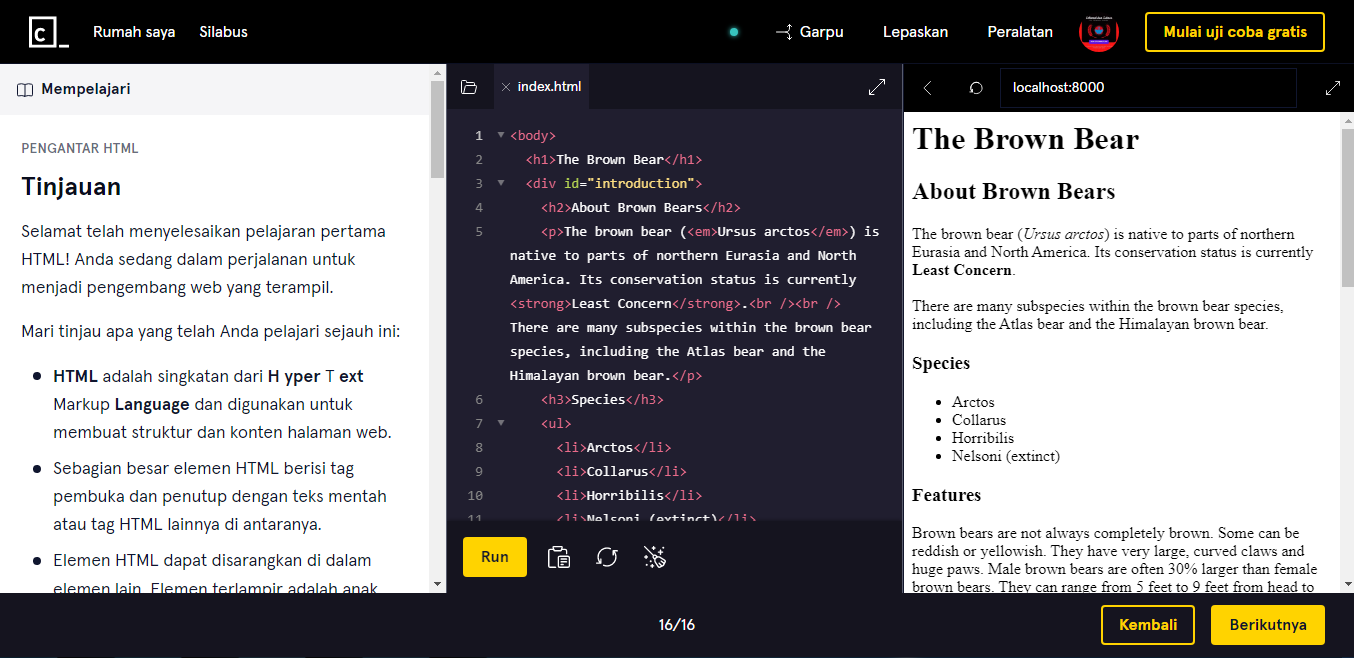 Rumah saya Silabus Garpu Lepaskan Peralatan Mulai uji coba gratis
Mempelajari
PENGANTAR HTML
Tinjauan
Selamat telah menyelesaikan pelajaran pertama
HTML! Anda sedang dalam perjalanan untuk
menjadi pengembang web yang terampil.
Mari tinjau apa yang telah Anda pelajari sejauh ini:
HTML adalah singkatan dari H yper T ext
Markup Language dan digunakan untuk
membuat struktur dan konten halaman web.
Sebagian besar elemen HTML berisi tag
pembuka dan penutup dengan teks mentah
atau tag HTML lainnya di antaranya.
Elemen HTML dapat disarangkan di dalam
elemen lain. Elemen terlampir adalah anak
index.html
1 <body>
2 <h1>The Brown Bear</h1>
3 <div id="introduction">
4 <h2>About Brown Bears</h2>
5 <p>The brown bear (<em>Ursus arctos</em>) is
native to parts of northern Eurasia and North
America. Its conservation status is currently
<strong>Least Concern</strong>.<br /><br />
There are many subspecies within the brown bear
species, including the Atlas bear and the
Himalayan brown bear.</p>
6 <h3>Species</h3>
7 <ul>
8 <li>Arctos</li>
9 <li>Collarus</li>
10 <li>Horribilis</li>
11 <li>Nelsoni (extinct)</li>
Run
localhost:8000
The Brown Bear
About Brown Bears
The brown bear (Ursus arctos) is native to parts of northern
Eurasia and North America. Its conservation status is currently
Least Concern.
There are many subspecies within the brown bear species,
including the Atlas bear and the Himalayan brown bear.
Species
Arctos
Collarus
Horribilis
Nelsoni (extinct)
Features
Brown bears are not always completely brown. Some can be
reddish or yellowish. They have very large, curved claws and
huge paws. Male brown bears are often 30% larger than female
brown bears. They can range from 5 feet to 9 feet from head to
16/16
Kembali
Berikutnya